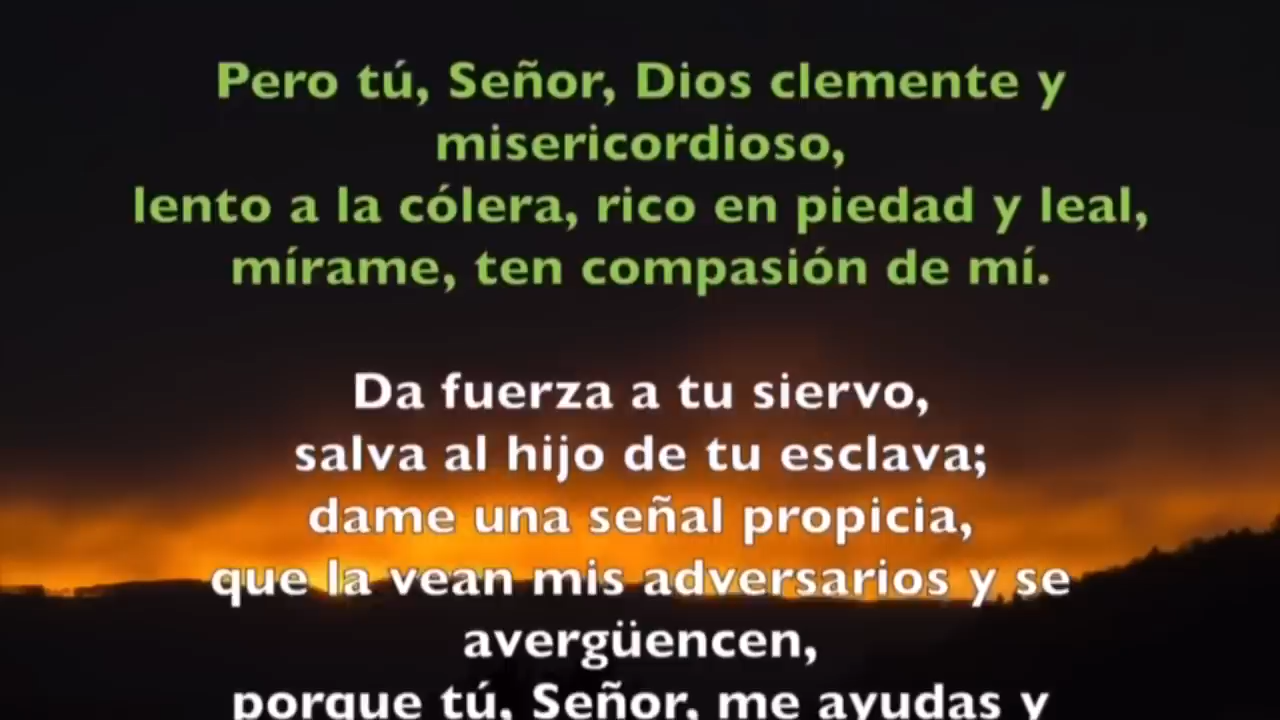 Pero tú, Señor, Dios clemente y
misericordioso,
lento a la cólera, rico en piedad y leal,
mírame, ten compasión de mí.
Da fuerza a tu siervo,
salva al hijo de tu esclava;
dame una señal propicia,
que la vean mis adversarios y se
avergüencen,
porque tú, Señor, me ayudas y